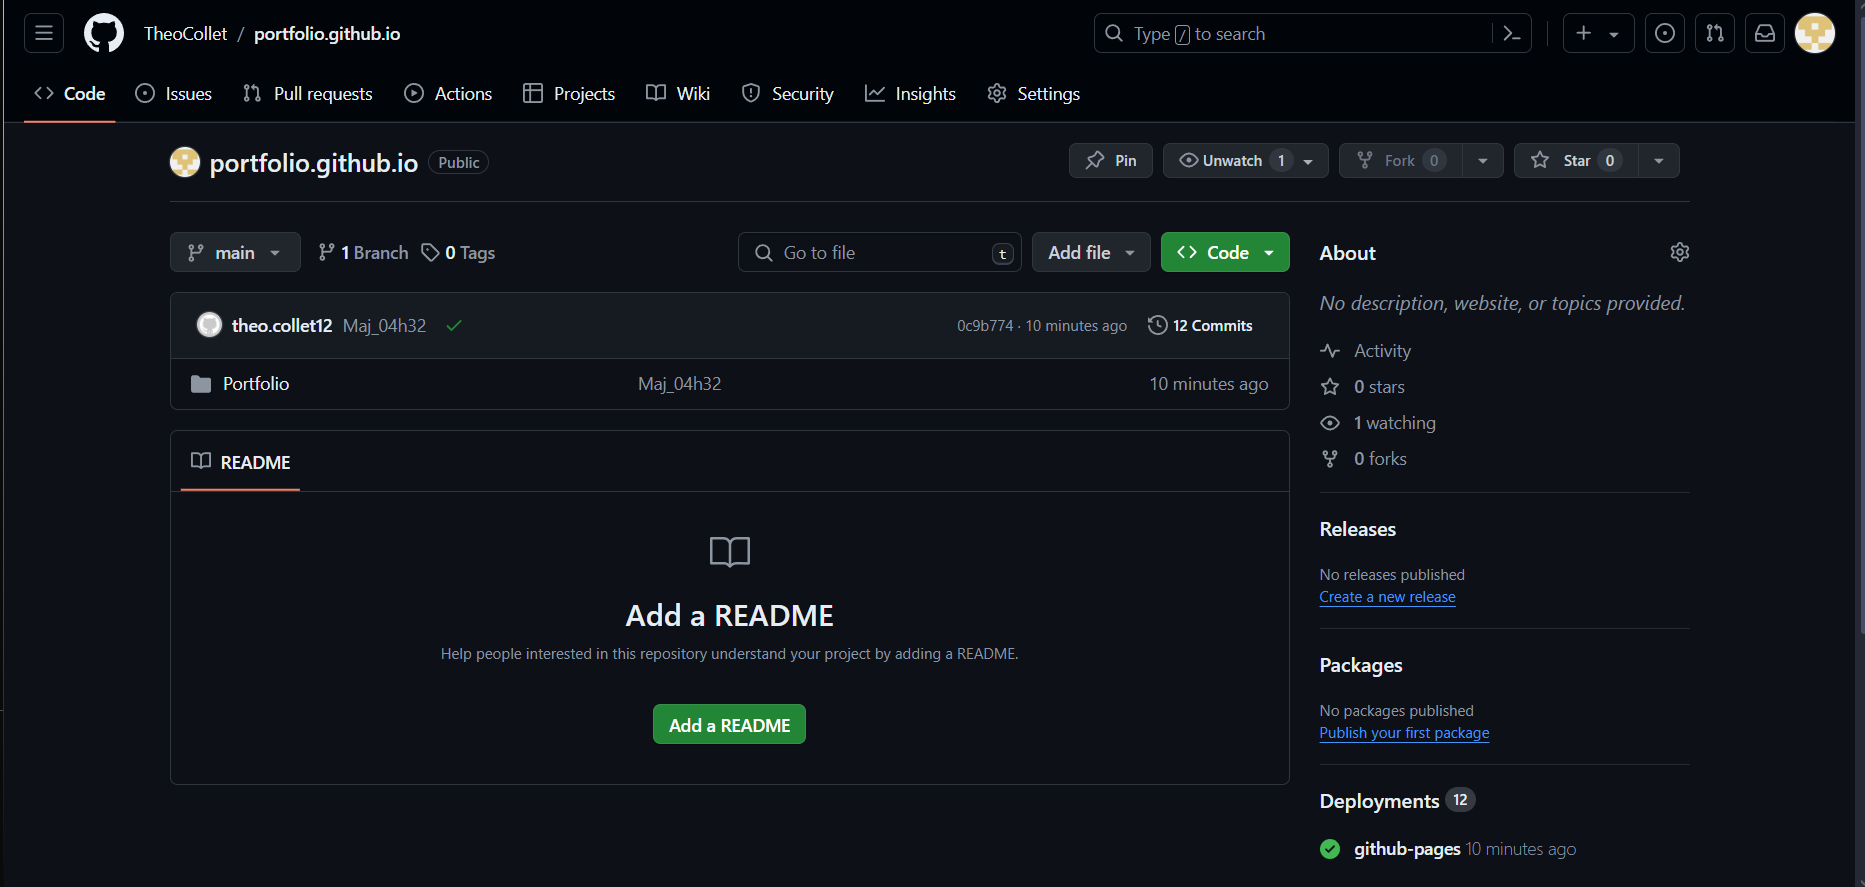 TheoCollet / portfolio.github.io
Type / to search
Code Issues Pull requests Actions Projects Wiki Security Insights Settings
portfolio.github.io Public
Pin Unwatch 1 Fork 0 Star 0
main 1 Branch 0 Tags
Go to file t Add file Code
theo.collet12 Maj_04h32 0c9b774 · 10 minutes ago 12 Commits
Portfolio Maj_04h32 10 minutes ago
README
Add a README
Help people interested in this repository understand your project by adding a README.
Add a README
About
No description, website, or topics provided.
Activity
0 stars
1 watching
0 forks
Releases
No releases published
Create a new release
Packages
No packages published
Publish your first package
Deployments 12
github-pages 10 minutes ago